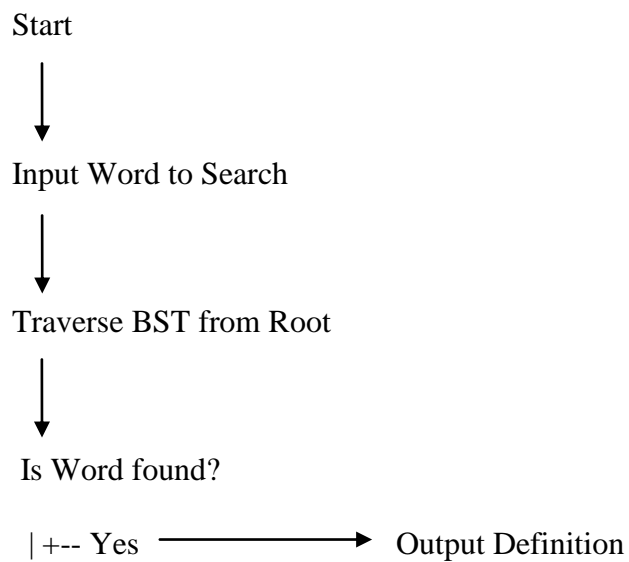 Start
Input Word to Search
Traverse BST from Root
Is Word found?
| +-- Yes Output Definition